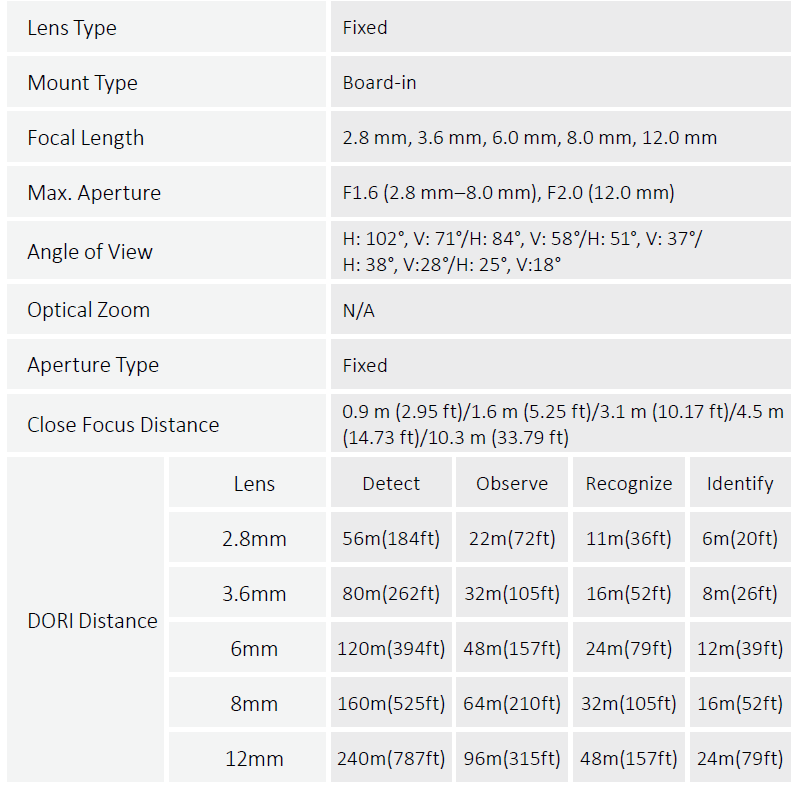 Lens Type Fixed
Mount Type Board-in
Focal Length 2.8 mm, 3.6 mm, 6.0 mm, 8.0 mm, 12.0 mm
Max. Aperture F1.6 (2.8 mm–8.0 mm), F2.0 (12.0 mm)
Angle of View H: 102°, V: 71°/H: 84°, V: 58°/H: 51°, V: 37°/
H: 38°, V:28°/H: 25°, V:18°
Optical Zoom N/A
Aperture Type Fixed
Close Focus Distance 0.9 m (2.95 ft)/1.6 m (5.25 ft)/3.1 m (10.17 ft)/4.5 m
(14.73 ft)/10.3 m (33.79 ft)
DORI Distance
Lens Detect Observe Recognize Identify
2.8mm 56m(184ft) 22m(72ft) 11m(36ft) 6m(20ft)
3.6mm 80m(262ft) 32m(105ft) 16m(52ft) 8m(26ft)
6mm 120m(394ft) 48m(157ft) 24m(79ft) 12m(39ft)
8mm 160m(525ft) 64m(210ft) 32m(105ft) 16m(52ft)
12mm 240m(787ft) 96m(315ft) 48m(157ft) 24m(79ft)